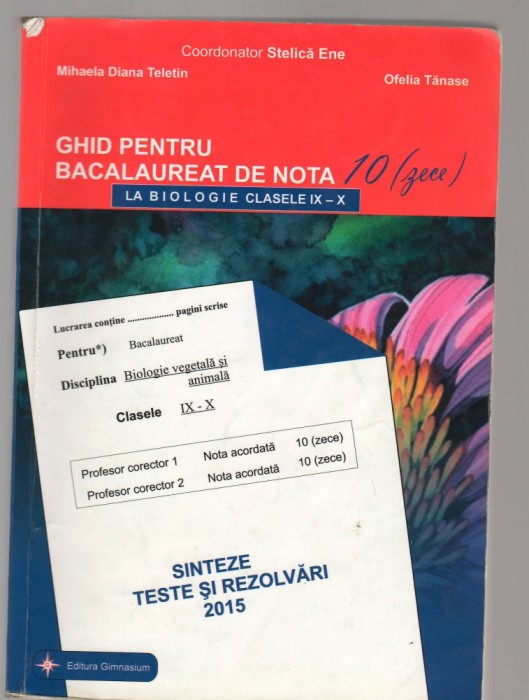 Coordonator Stelică Ene
Mihaela Diana Teletin
Ofelia Tănase
GHID PENTRU
BACALAUREAT DE NOTA 10 (zece)
LA BIOLOGIE CLASELE IX – X
Lucrarea conține ................... pagini scrise
Pentru*) Bacalaureat
Disciplina Biologie vegetală și
animală
Clasele IX - X
Profesor corector 1 Nota acordată 10 (zece)
Profesor corector 2 Nota acordată 10 (zece)
SINTEZE
TESTE ȘI REZOLVĂRI
2015
Editura Gimnasium